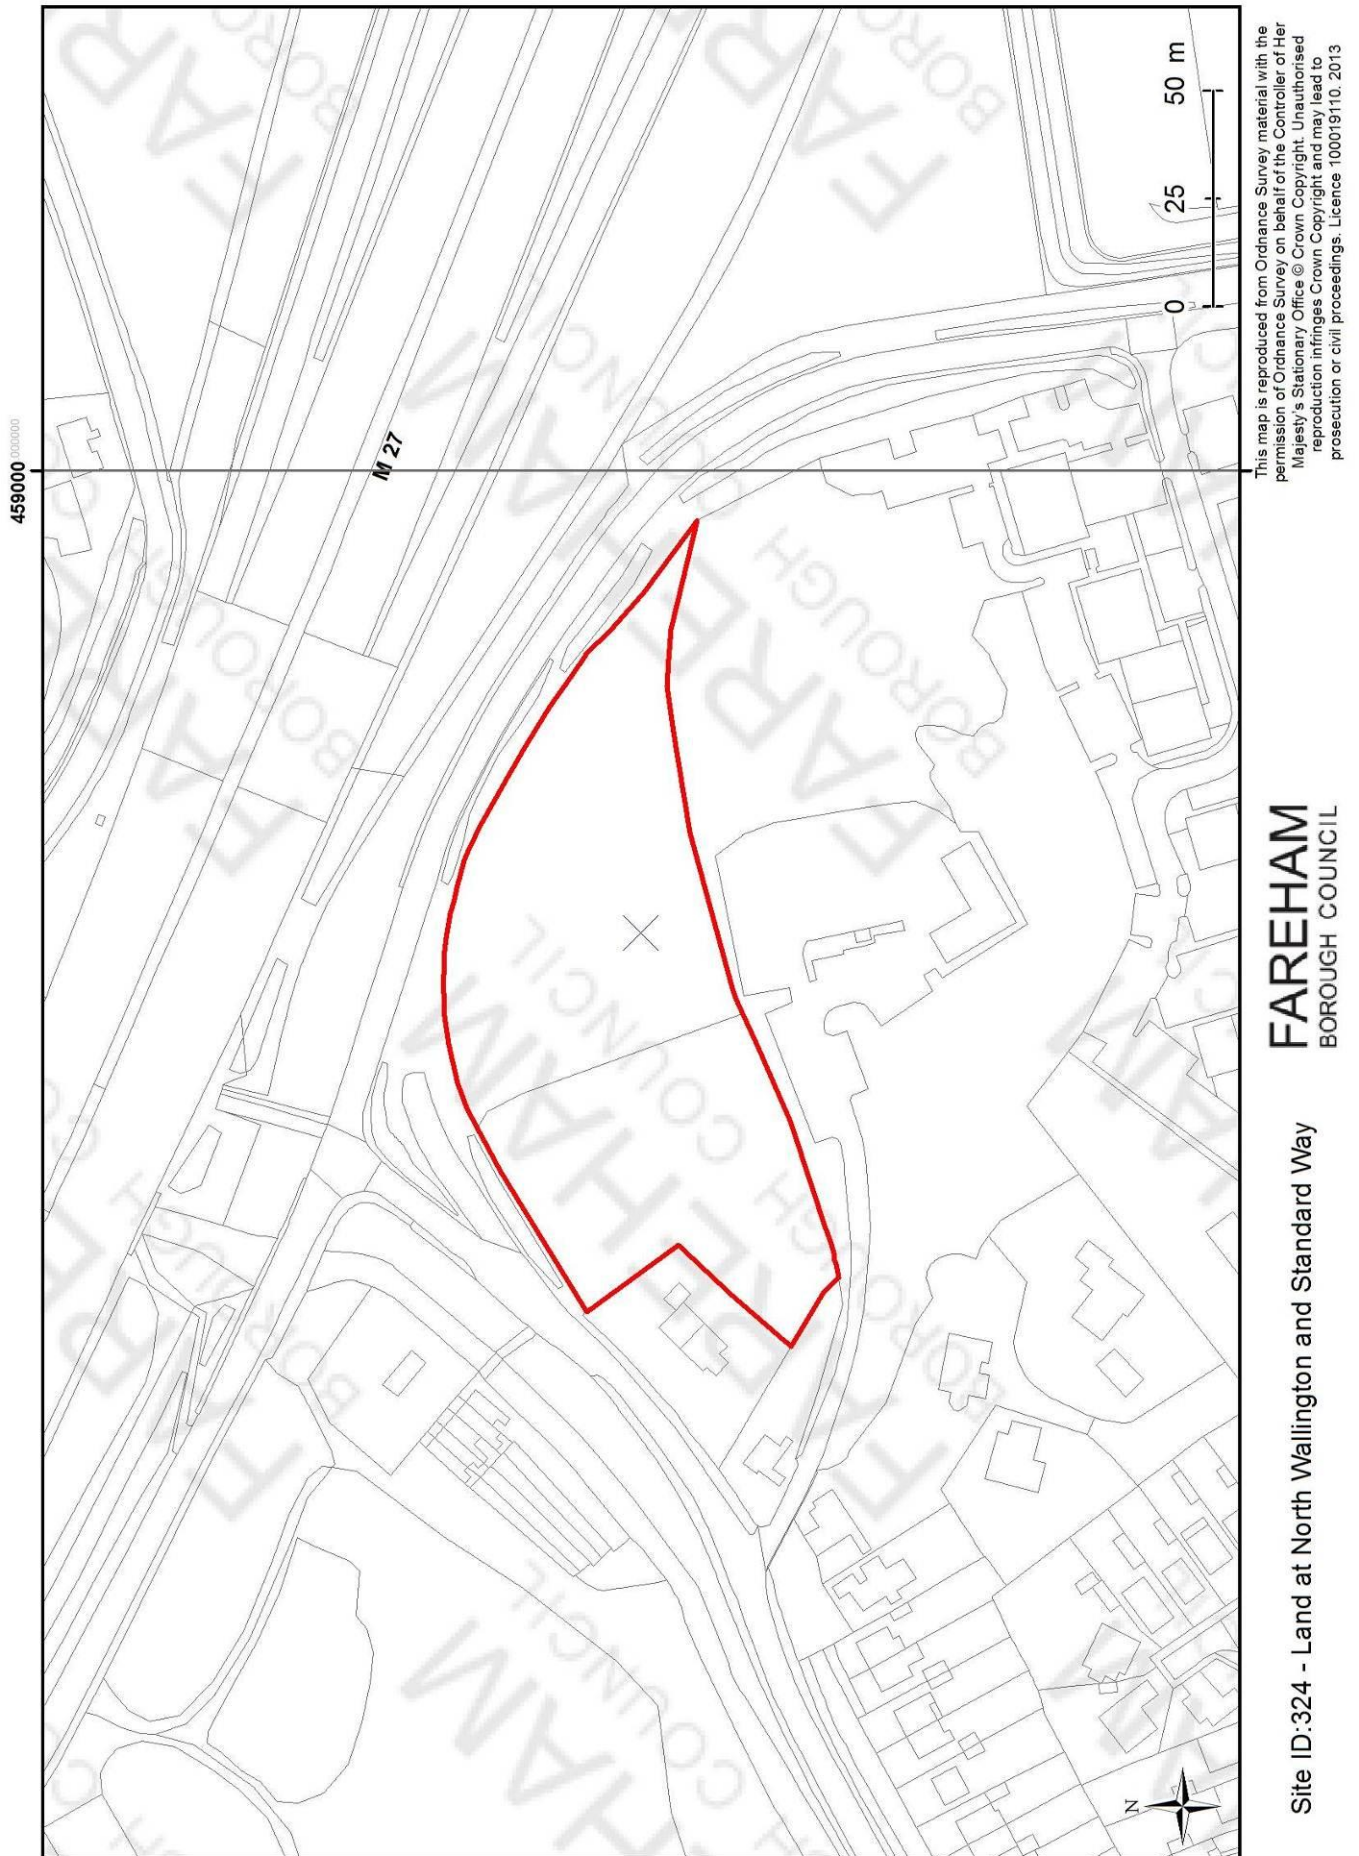 459000 000000
M 27
0 25 50 m
N
Site ID:324 - Land at North Wallington and Standard Way
FAREHAM
BOROUGH COUNCIL
This map is reproduced from Ordnance Survey material with the
permission of Ordnance Survey on behalf of the Controller of Her
Majesty's Stationary Office © Crown Copyright. Unauthorised
reproduction infringes Crown Copyright and may lead to
prosecution or civil proceedings. Licence 100019110. 2013